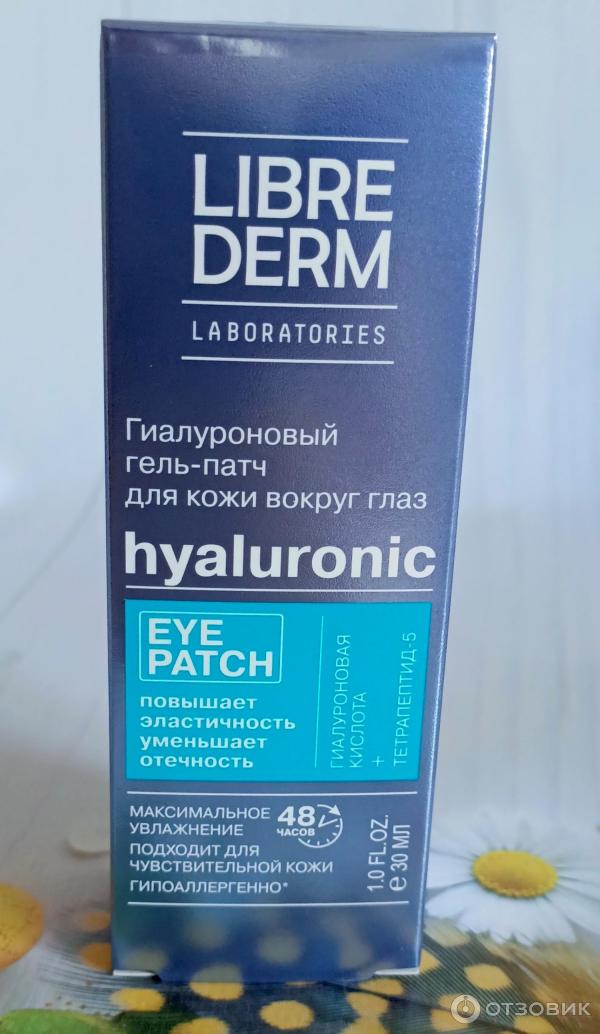 LIBRE
DERM
LABORATORIES
Гиалуроновый
гель-патч
для кожи вокруг глаз
hyaluronic
EYE
PATCH
повышает
эластичность
уменьшает
отечность
ГИАЛУРОНОВАЯ
КИСЛОТА
+
ТЕТРАПЕПТИД-5
МАКСИМАЛЬНОЕ
УВЛАЖНЕНИЕ
48
ЧАСОВ
ПОДХОДИТ ДЛЯ
ЧУВСТВИТЕЛЬНОЙ КОЖИ
ГИПОАЛЛЕРГЕННО*
1.0 FL.OZ.
℮ 30 МЛ
ОТЗОВИК